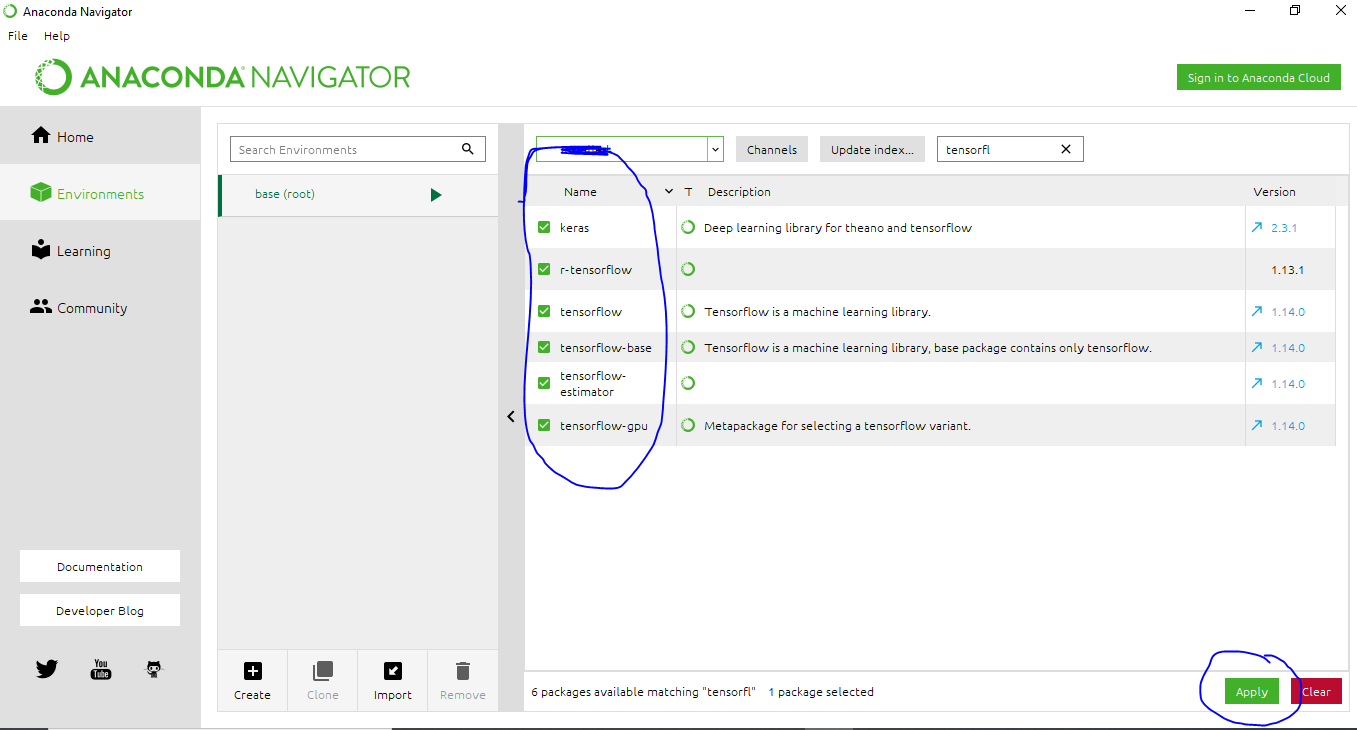 Anaconda Navigator
File Help
ANACONDA NAVIGATOR
Sign in to Anaconda Cloud
Home
Environments
Learning
Community
Documentation
Developer Blog
You
Tube
Search Environments
base (root)
Create Clone Import Remove
Channels Update index... tensorfl
Name T Description Version
keras Deep learning library for theano and tensorflow 2.3.1
r-tensorflow 1.13.1
tensorflow Tensorflow is a machine learning library. 1.14.0
tensorflow-base Tensorflow is a machine learning library, base package contains only tensorflow. 1.14.0
tensorflow-
estimator 1.14.0
tensorflow-gpu Metapackage for selecting a tensorflow variant. 1.14.0
6 packages available matching "tensorfl" 1 package selected Apply Clear